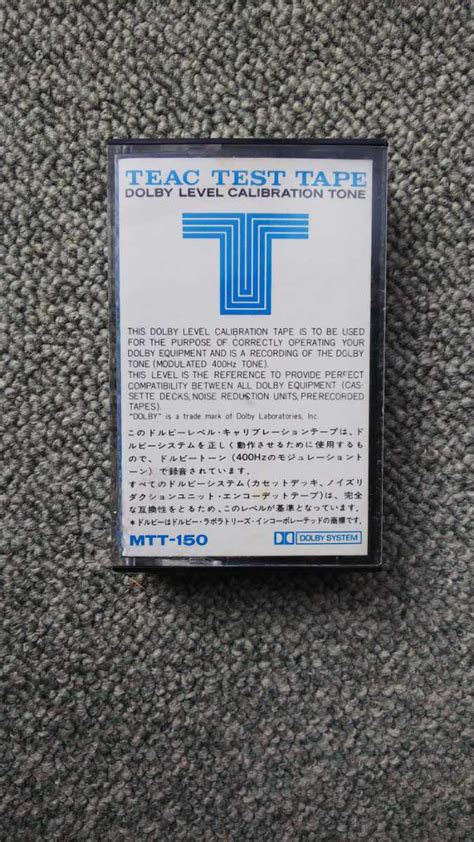 TEAC TEST TAPE
DOLBY LEVEL CALIBRATION TONE
THIS DOLBY LEVEL CALIBRATION TAPE IS TO BE USED
FOR THE PURPOSE OF CORRECTLY OPERATING YOUR
DOLBY EQUIPMENT AND IS A RECORDING OF THE DOLBY
TONE (MODULATED 400Hz TONE).
THIS LEVEL IS THE REFERENCE TO PROVIDE PERFECT
COMPATIBILITY BETWEEN ALL DOLBY EQUIPMENT (CAS-
SETTE DECKS, NOISE REDUCTION UNITS, PRERECORDED
TAPES).
"DOLBY" is a trade mark of Dolby Laboratories, Inc.
このドルビーレベル・キャリブレーションテープは、ド
ルビーシステムを正しく動作させるために使用するも
ので、ドルビートーン（400Hzのモジュレーショントー
ン）で録音されています。
すべてのドルビーシステム（カセットデッキ、ノイズリ
ダクションユニット・エンコーデットテープ）は、完全
な互換性をとるため、このレベルが基準となっています。
＊ドルビーはドルビー・ラボラトリーズ・インコーポレーテッドの商標です.
MTT-150
DOLBY SYSTEM